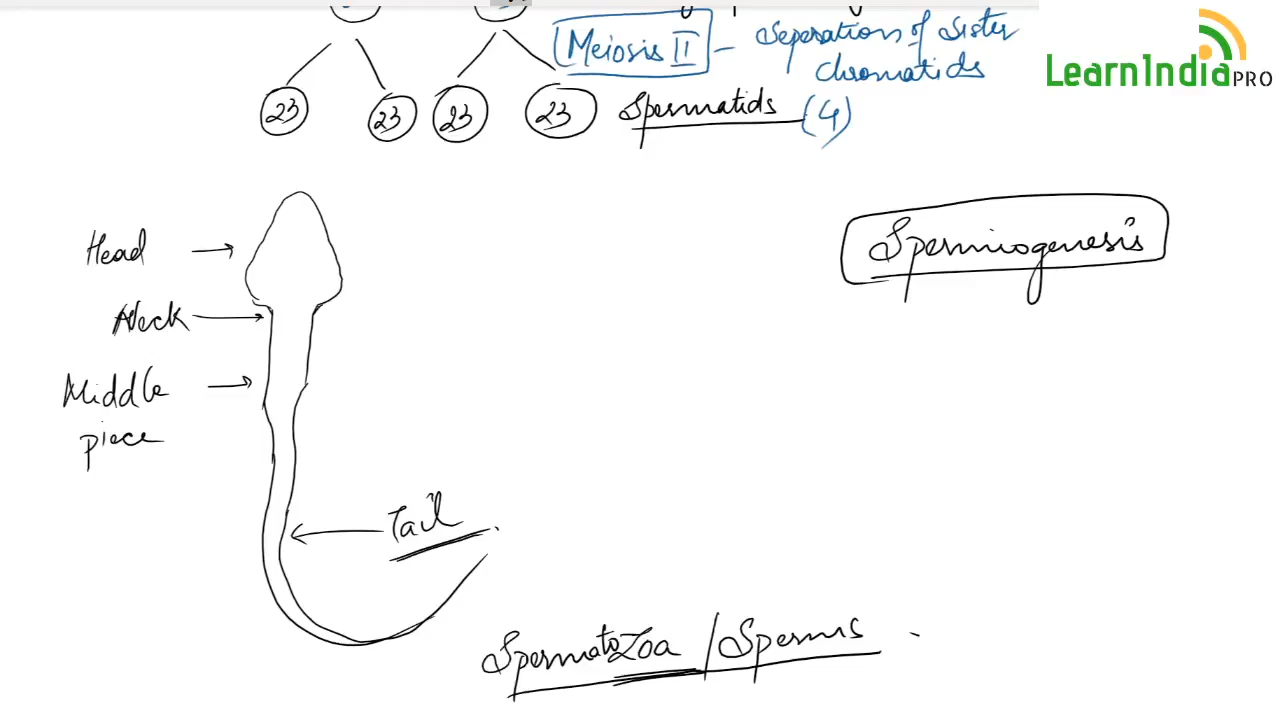 Meiosis II - Seperations of Sister
chromatids
LearnIndia PRO
23 23 23 23 Spermatids (4)
Spermiogenesis
Head
Neck
Middle
piece
Tail
Spermatozoa / Sperms